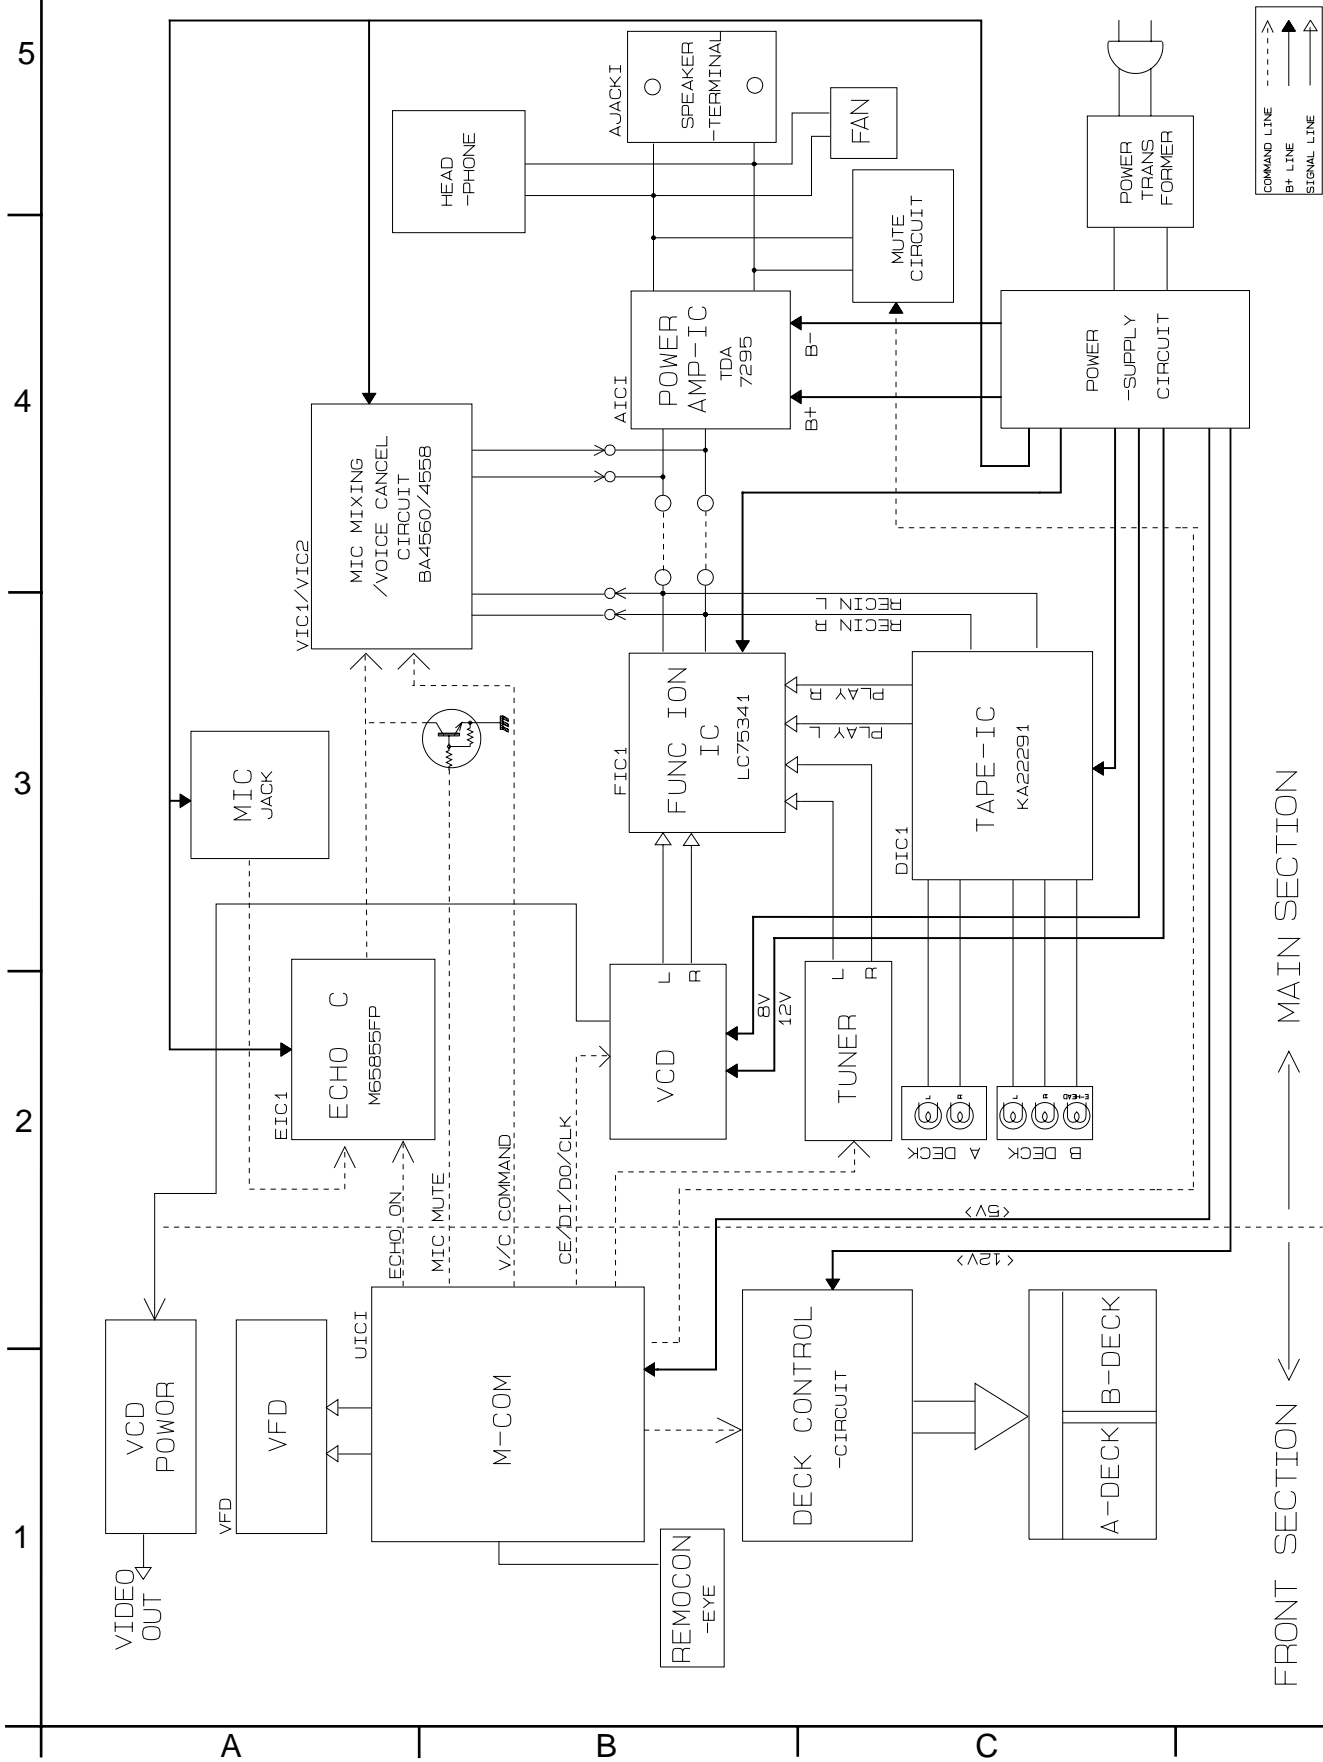 5
4
3
2
1
A
B
C
COMMAND LINE
B+ LINE
SIGNAL LINE
AJACKI
SPEAKER
-TERMINAL
HEAD
-PHONE
FAN
POWER
TRANS
FORMER
MUTE
CIRCUIT
AICI
POWER
AMP-IC
TDA
7295
B-
B+
POWER
-SUPPLY
CIRCUIT
VIC1/VIC2
MIC MIXING
/VOICE CANCEL
CIRCUIT
BA4560/4558
RECIN L
RECIN R
MIC
JACK
FIC1
FUNC ION
IC
LC75341
PLAY R
PLAY L
DIC1
TAPE-IC
KA22291
EIC1
ECHO C
M65855FP
L
R
VCD
8V
12V
L
R
TUNER
L
R
A DECK
L
R
E-HEAD
B DECK
ECHO ON
MIC MUTE
V/C COMMAND
CE/DI/DO/CLK
<5V>
<12V>
MAIN SECTION
FRONT SECTION
VCD
POWOR
VIDEO
OUT
VFD
VFD
UICI
M-COM
REMOCON
-EYE
DECK CONTROL
-CIRCUIT
A-DECK
B-DECK